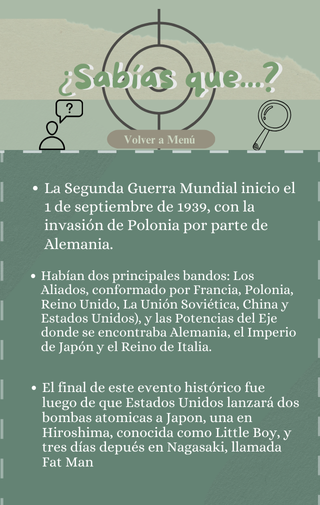 ¿Sabías que...?
?
Volver a Menú
La Segunda Guerra Mundial inicio el
1 de septiembre de 1939, con la
invasión de Polonia por parte de
Alemania.
Habían dos principales bandos: Los
Aliados, conformado por Francia, Polonia,
Reino Unido, La Unión Soviética, China y
Estados Unidos), y las Potencias del Eje
donde se encontraba Alemania, el Imperio
de Japón y el Reino de Italia.
El final de este evento histórico fue
luego de que Estados Unidos lanzará dos
bombas atomicas a Japon, una en
Hiroshima, conocida como Little Boy, y
tres días depués en Nagasaki, llamada
Fat Man